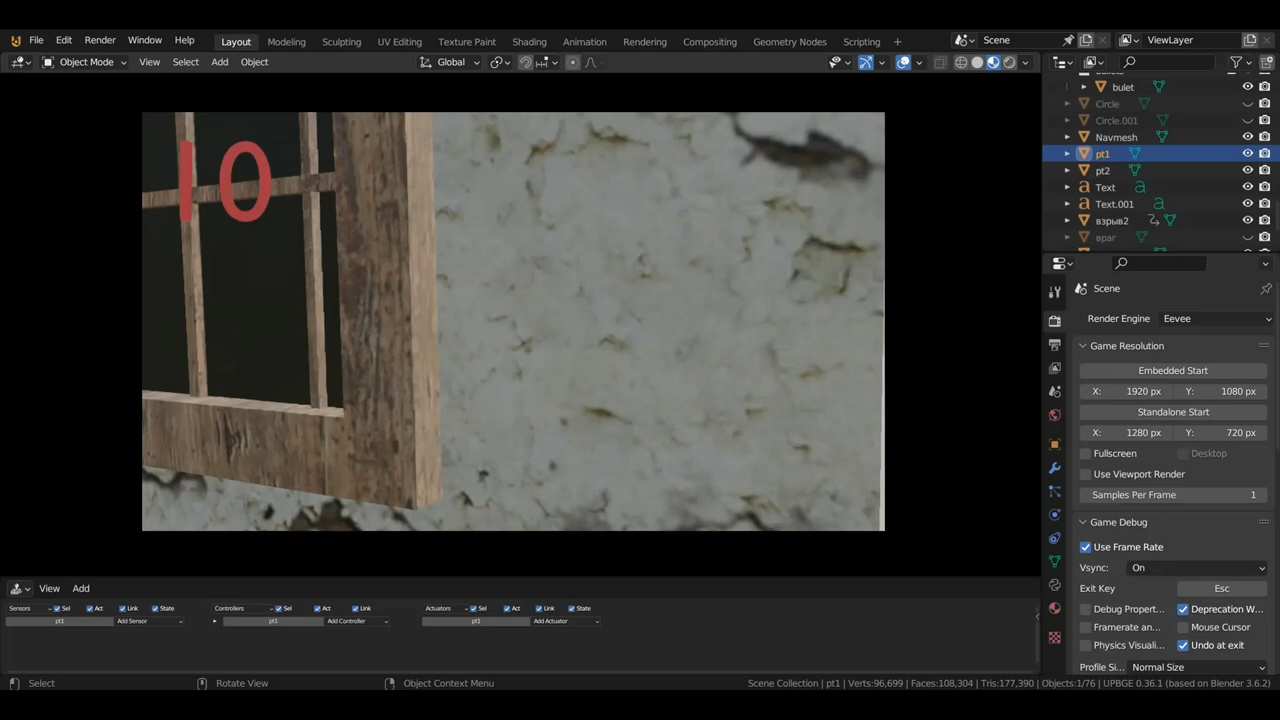 File Edit Render Window Help Layout Modeling Sculpting UV Editing Texture Paint Shading Animation Rendering Compositing Geometry Nodes Scripting + Scene ViewLayer
Object Mode View Select Add Object Global
bulet
Circle
Circle.001
Navmesh
pt1
pt2
Text
Text.001
взрыв2
враг
10
Scene
Render Engine Eevee
Game Resolution
Embedded Start
X: 1920 px Y: 1080 px
Standalone Start
X: 1280 px Y: 720 px
Fullscreen Desktop
Use Viewport Render
Samples Per Frame 1
Game Debug
Use Frame Rate
Vsync: On
Exit Key Esc
Debug Propert... Deprecation W...
Framerate an... Mouse Cursor
Physics Visuali... Undo at exit
Profile Si... Normal Size
View Add
Sensors Sel Act Link State Controllers Sel Act Link Actuators Sel Act Link State
pt1 Add Sensor pt1 Add Controller pt1 Add Actuator
Select Rotate View Object Context Menu Scene Collection | pt1 | Verts:96,699 | Faces:108,304 | Tris:177,390 | Objects:1/76 | UPBGE 0.36.1 (based on Blender 3.6.2)